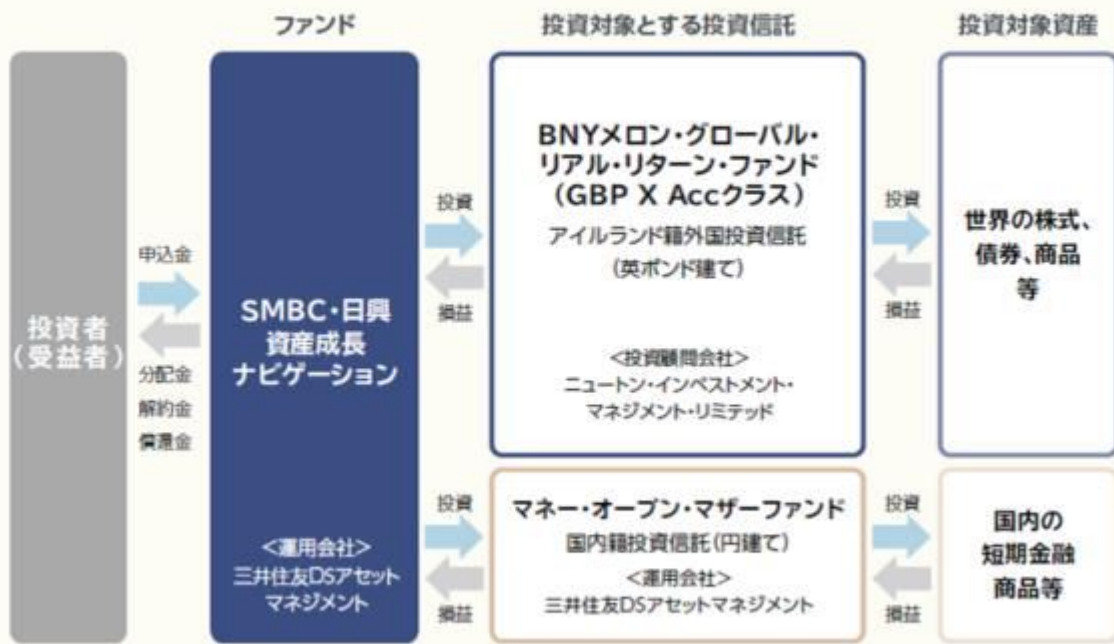 ファンド
投資対象とする投資信託
投資対象資産
投資者
(受益者)
申込金
分配金
解約金
償還金
SMBC・日興
資産成長
ナビゲーション
<運用会社>
三井住友DSアセット
マネジメント
投資
損益
BNYメロン・グローバル・
リアル・リターン・ファンド
(GBP X Accクラス)
アイルランド籍外国投資信託
(英ポンド建て)
<投資顧問会社>
ニュートン・インベストメント・
マネジメント・リミテッド
投資
損益
世界の株式、
債券、商品
等
投資
損益
マネー・オープン・マザーファンド
国内籍投資信託(円建て)
<運用会社>
三井住友DSアセットマネジメント
投資
損益
国内の
短期金融
商品等